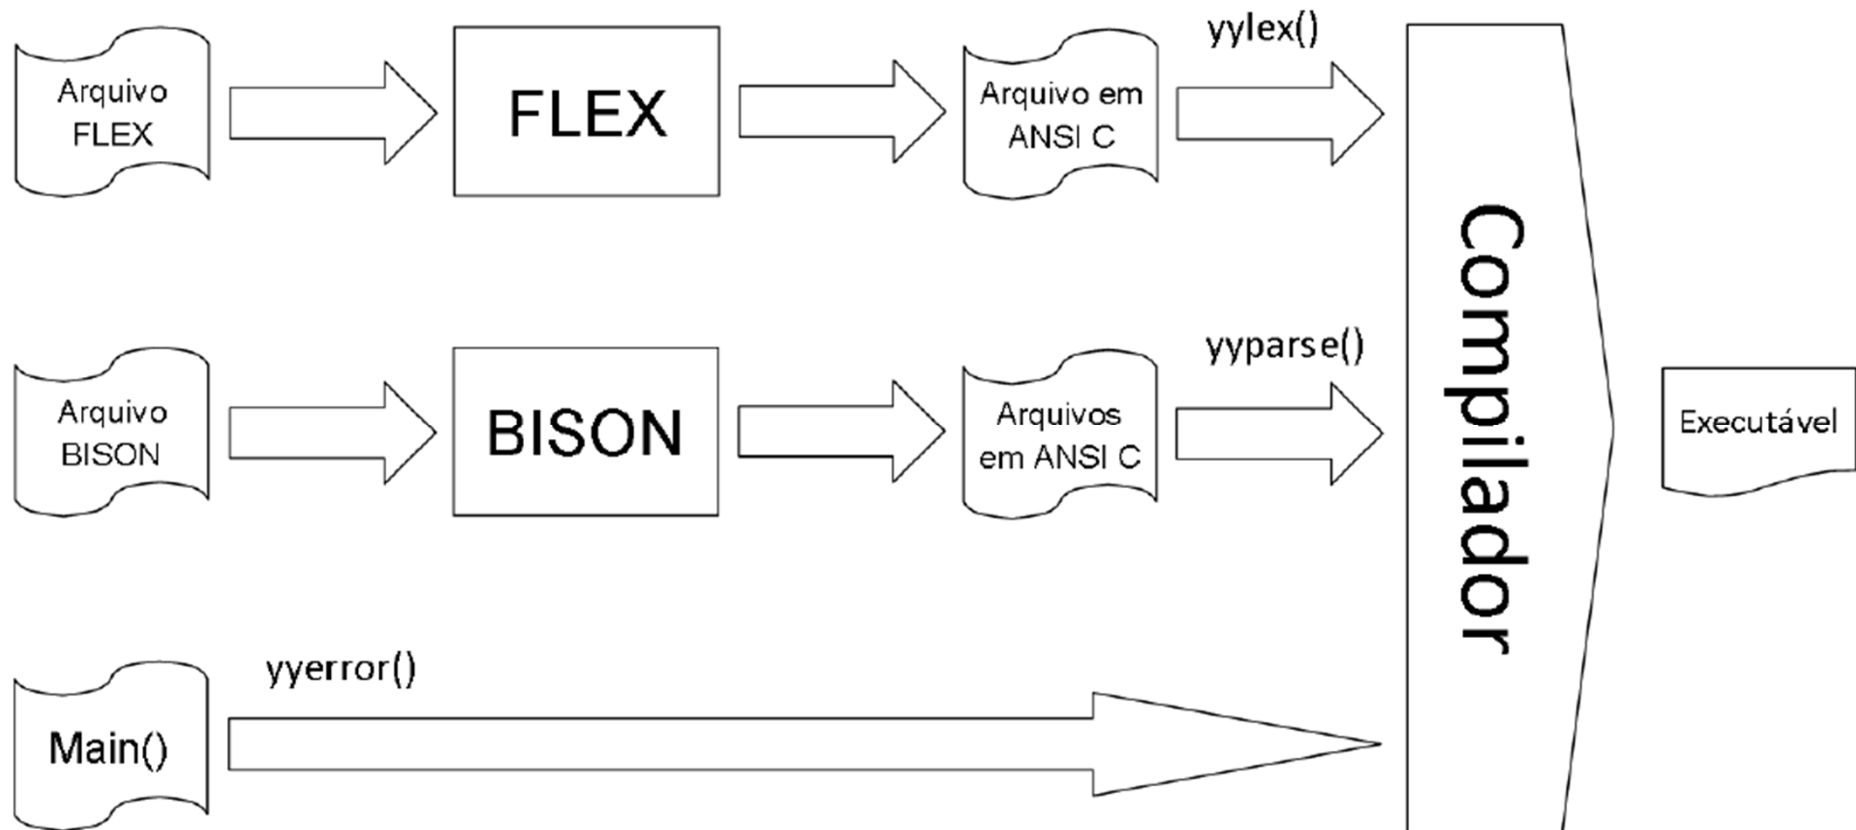 Arquivo
FLEX
FLEX
Arquivo em
ANSI C
yylex()
Arquivo
BISON
BISON
Arquivos
em ANSI C
yyparse()
Main()
yyerror()
Compilador
Executável